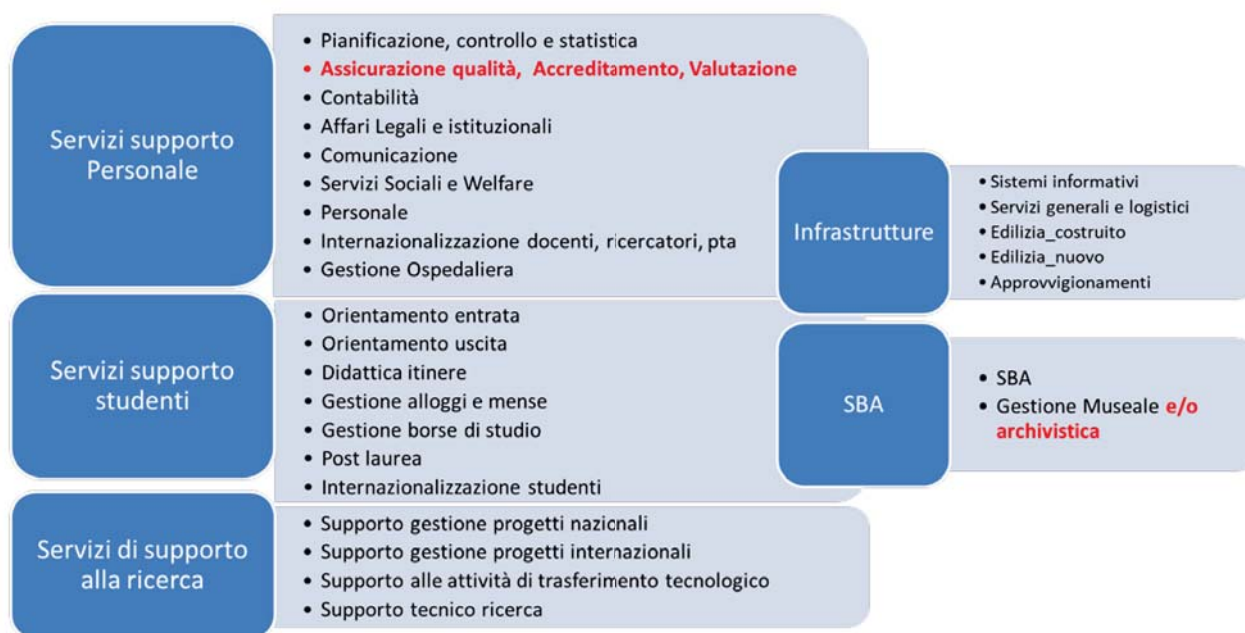 Servizi supporto
Personale
• Pianificazione, controllo e statistica
• Assicurazione qualità, Accreditamento, Valutazione
• Contabilità
• Affari Legali e istituzionali
• Comunicazione
• Servizi Sociali e Welfare
• Personale
• Internazionalizzazione docenti, ricercatori, pta
• Gestione Ospedaliera
Servizi supporto
studenti
• Orientamento entrata
• Orientamento uscita
• Didattica itinere
• Gestione alloggi e mense
• Gestione borse di studio
• Post laurea
• Internazionalizzazione studenti
Servizi di supporto
alla ricerca
• Supporto gestione progetti nazionali
• Supporto gestione progetti internazionali
• Supporto alle attività di trasferimento tecnologico
• Supporto tecnico ricerca
Infrastrutture
• Sistemi informativi
• Servizi generali e logistici
• Edilizia_costruito
• Edilizia_nuovo
• Approvvigionamenti
SBA
• SBA
• Gestione Museale e/o
archivistica